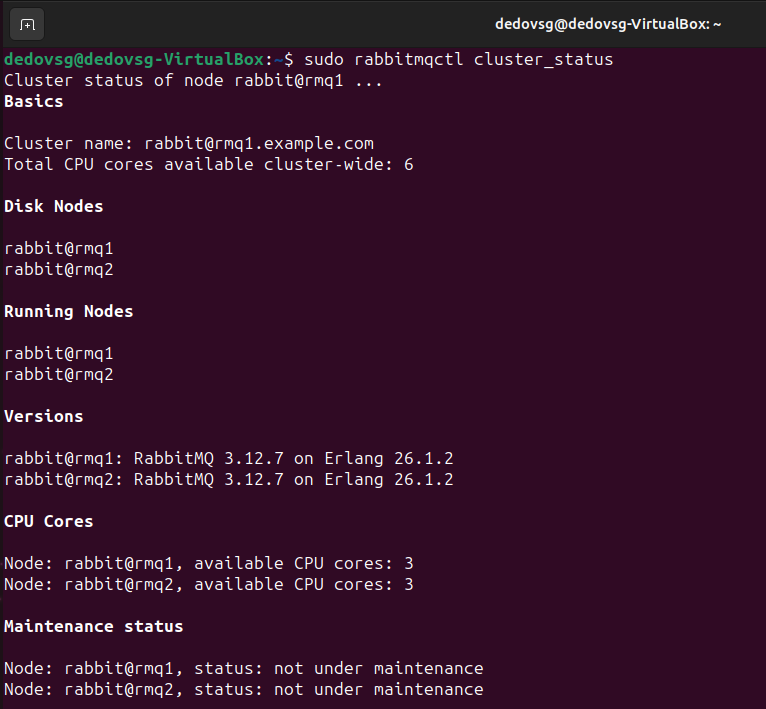 dedovsg@dedovsg-VirtualBox: ~
dedovsg@dedovsg-VirtualBox:~$ sudo rabbitmqctl cluster_status
Cluster status of node rabbit@rmq1 ...
Basics
Cluster name: rabbit@rmq1.example.com
Total CPU cores available cluster-wide: 6
Disk Nodes
rabbit@rmq1
rabbit@rmq2
Running Nodes
rabbit@rmq1
rabbit@rmq2
Versions
rabbit@rmq1: RabbitMQ 3.12.7 on Erlang 26.1.2
rabbit@rmq2: RabbitMQ 3.12.7 on Erlang 26.1.2
CPU Cores
Node: rabbit@rmq1, available CPU cores: 3
Node: rabbit@rmq2, available CPU cores: 3
Maintenance status
Node: rabbit@rmq1, status: not under maintenance
Node: rabbit@rmq2, status: not under maintenance